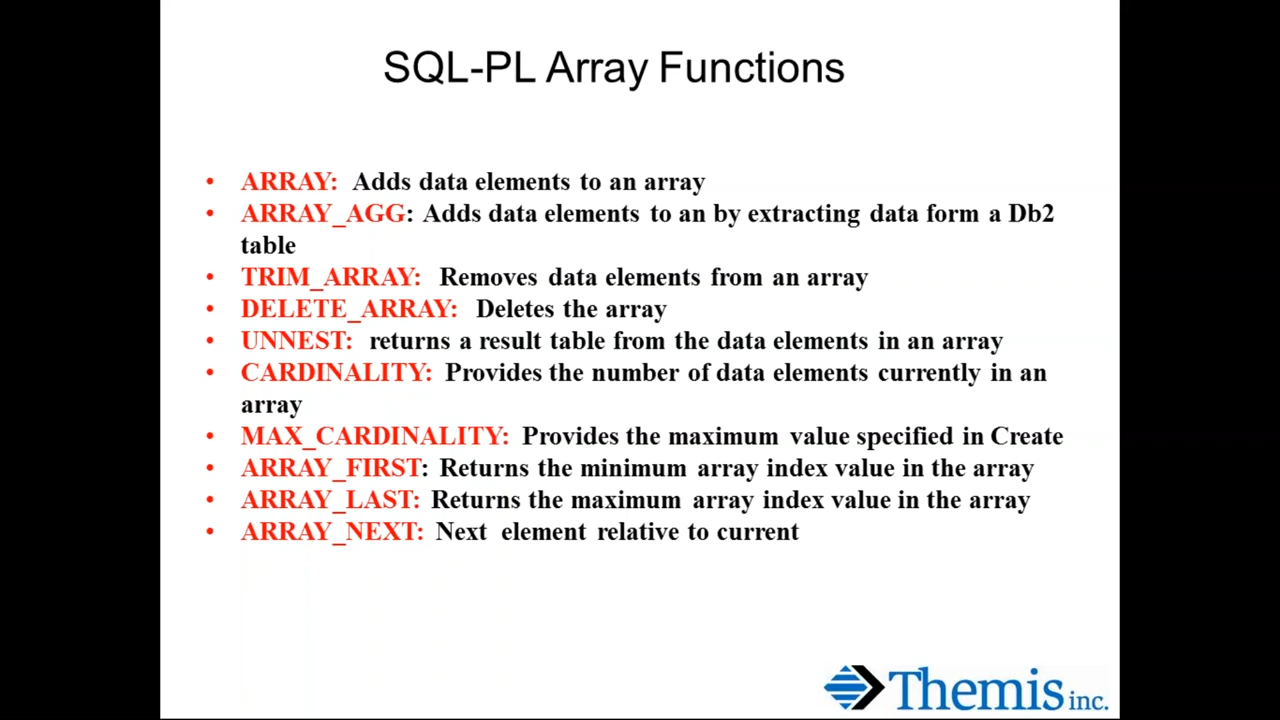 SQL-PL Array Functions
• ARRAY: Adds data elements to an array
• ARRAY_AGG: Adds data elements to an by extracting data form a Db2
table
• TRIM_ARRAY: Removes data elements from an array
• DELETE_ARRAY: Deletes the array
• UNNEST: returns a result table from the data elements in an array
• CARDINALITY: Provides the number of data elements currently in an
array
• MAX_CARDINALITY: Provides the maximum value specified in Create
• ARRAY_FIRST: Returns the minimum array index value in the array
• ARRAY_LAST: Returns the maximum array index value in the array
• ARRAY_NEXT: Next element relative to current
Themis inc.